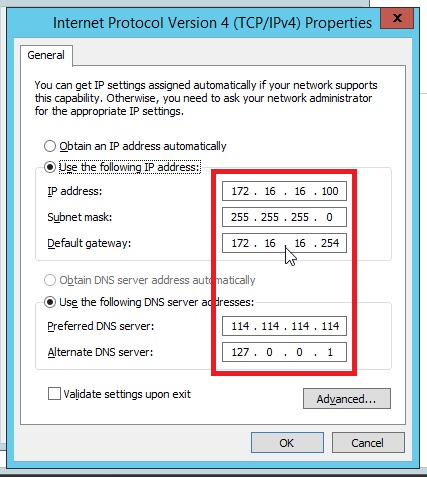 Internet Protocol Version 4 (TCP/IPv4) Properties
x
General
You can get IP settings assigned automatically if your network supports
this capability. Otherwise, you need to ask your network administrator
for the appropriate IP settings.
Obtain an IP address automatically
Use the following IP address:
IP address: 172 . 16 . 16 . 100
Subnet mask: 255 . 255 . 255 . 0
Default gateway: 172 . 16 . 16 . 254
Obtain DNS server address automatically
Use the following DNS server addresses:
Preferred DNS server: 114 . 114 . 114 . 114
Alternate DNS server: 127 . 0 . 0 . 1
Validate settings upon exit
Advanced...
OK Cancel